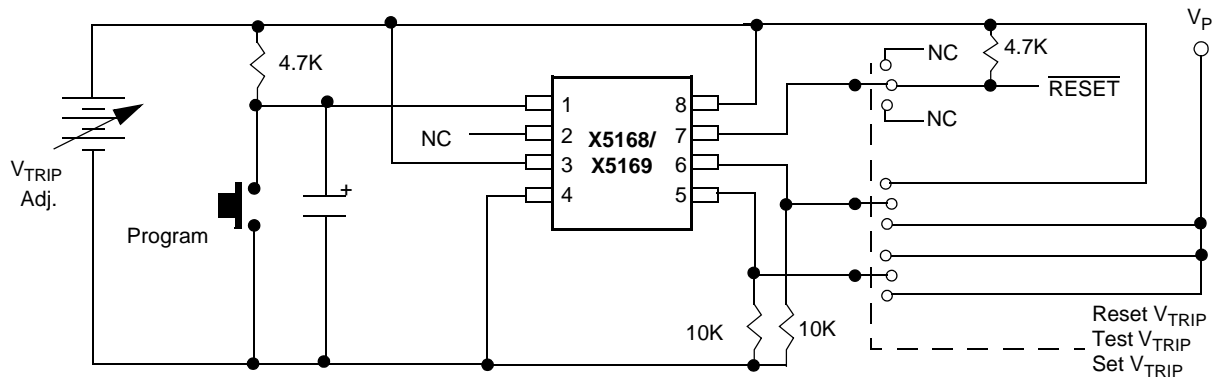 V_P
4.7K
NC
4.7K
RESET
NC
1
8
2
7
3
6
4
5
X5168/
X5169
NC
V_TRIP
Adj.
+
Program
10K
10K
Reset V_TRIP
Test V_TRIP
Set V_TRIP